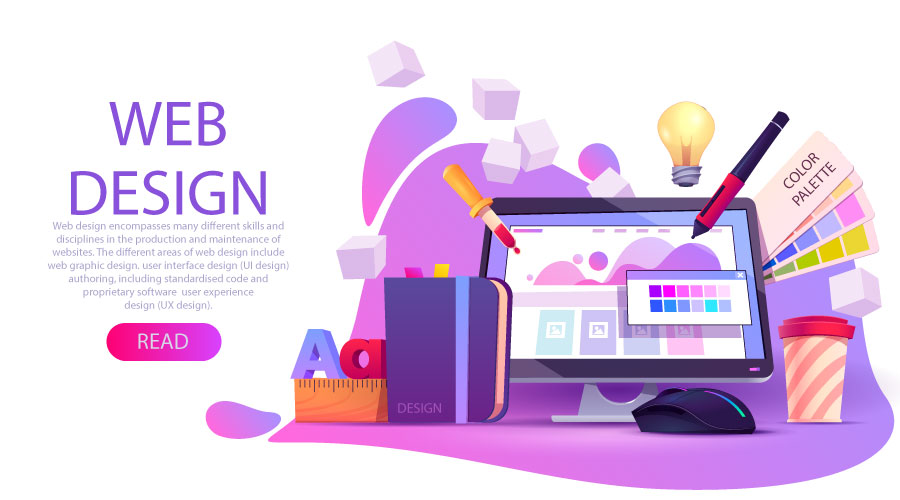 WEB
DESIGN
Web design encompasses many different skills and
disciplines in the production and maintenance of
websites. The different areas of web design include
web graphic design. user interface design (UI design)
authoring, including standardised code and
proprietary software user experience
design (UX design).
READ
Aa
DESIGN
COLOR
PALETTE